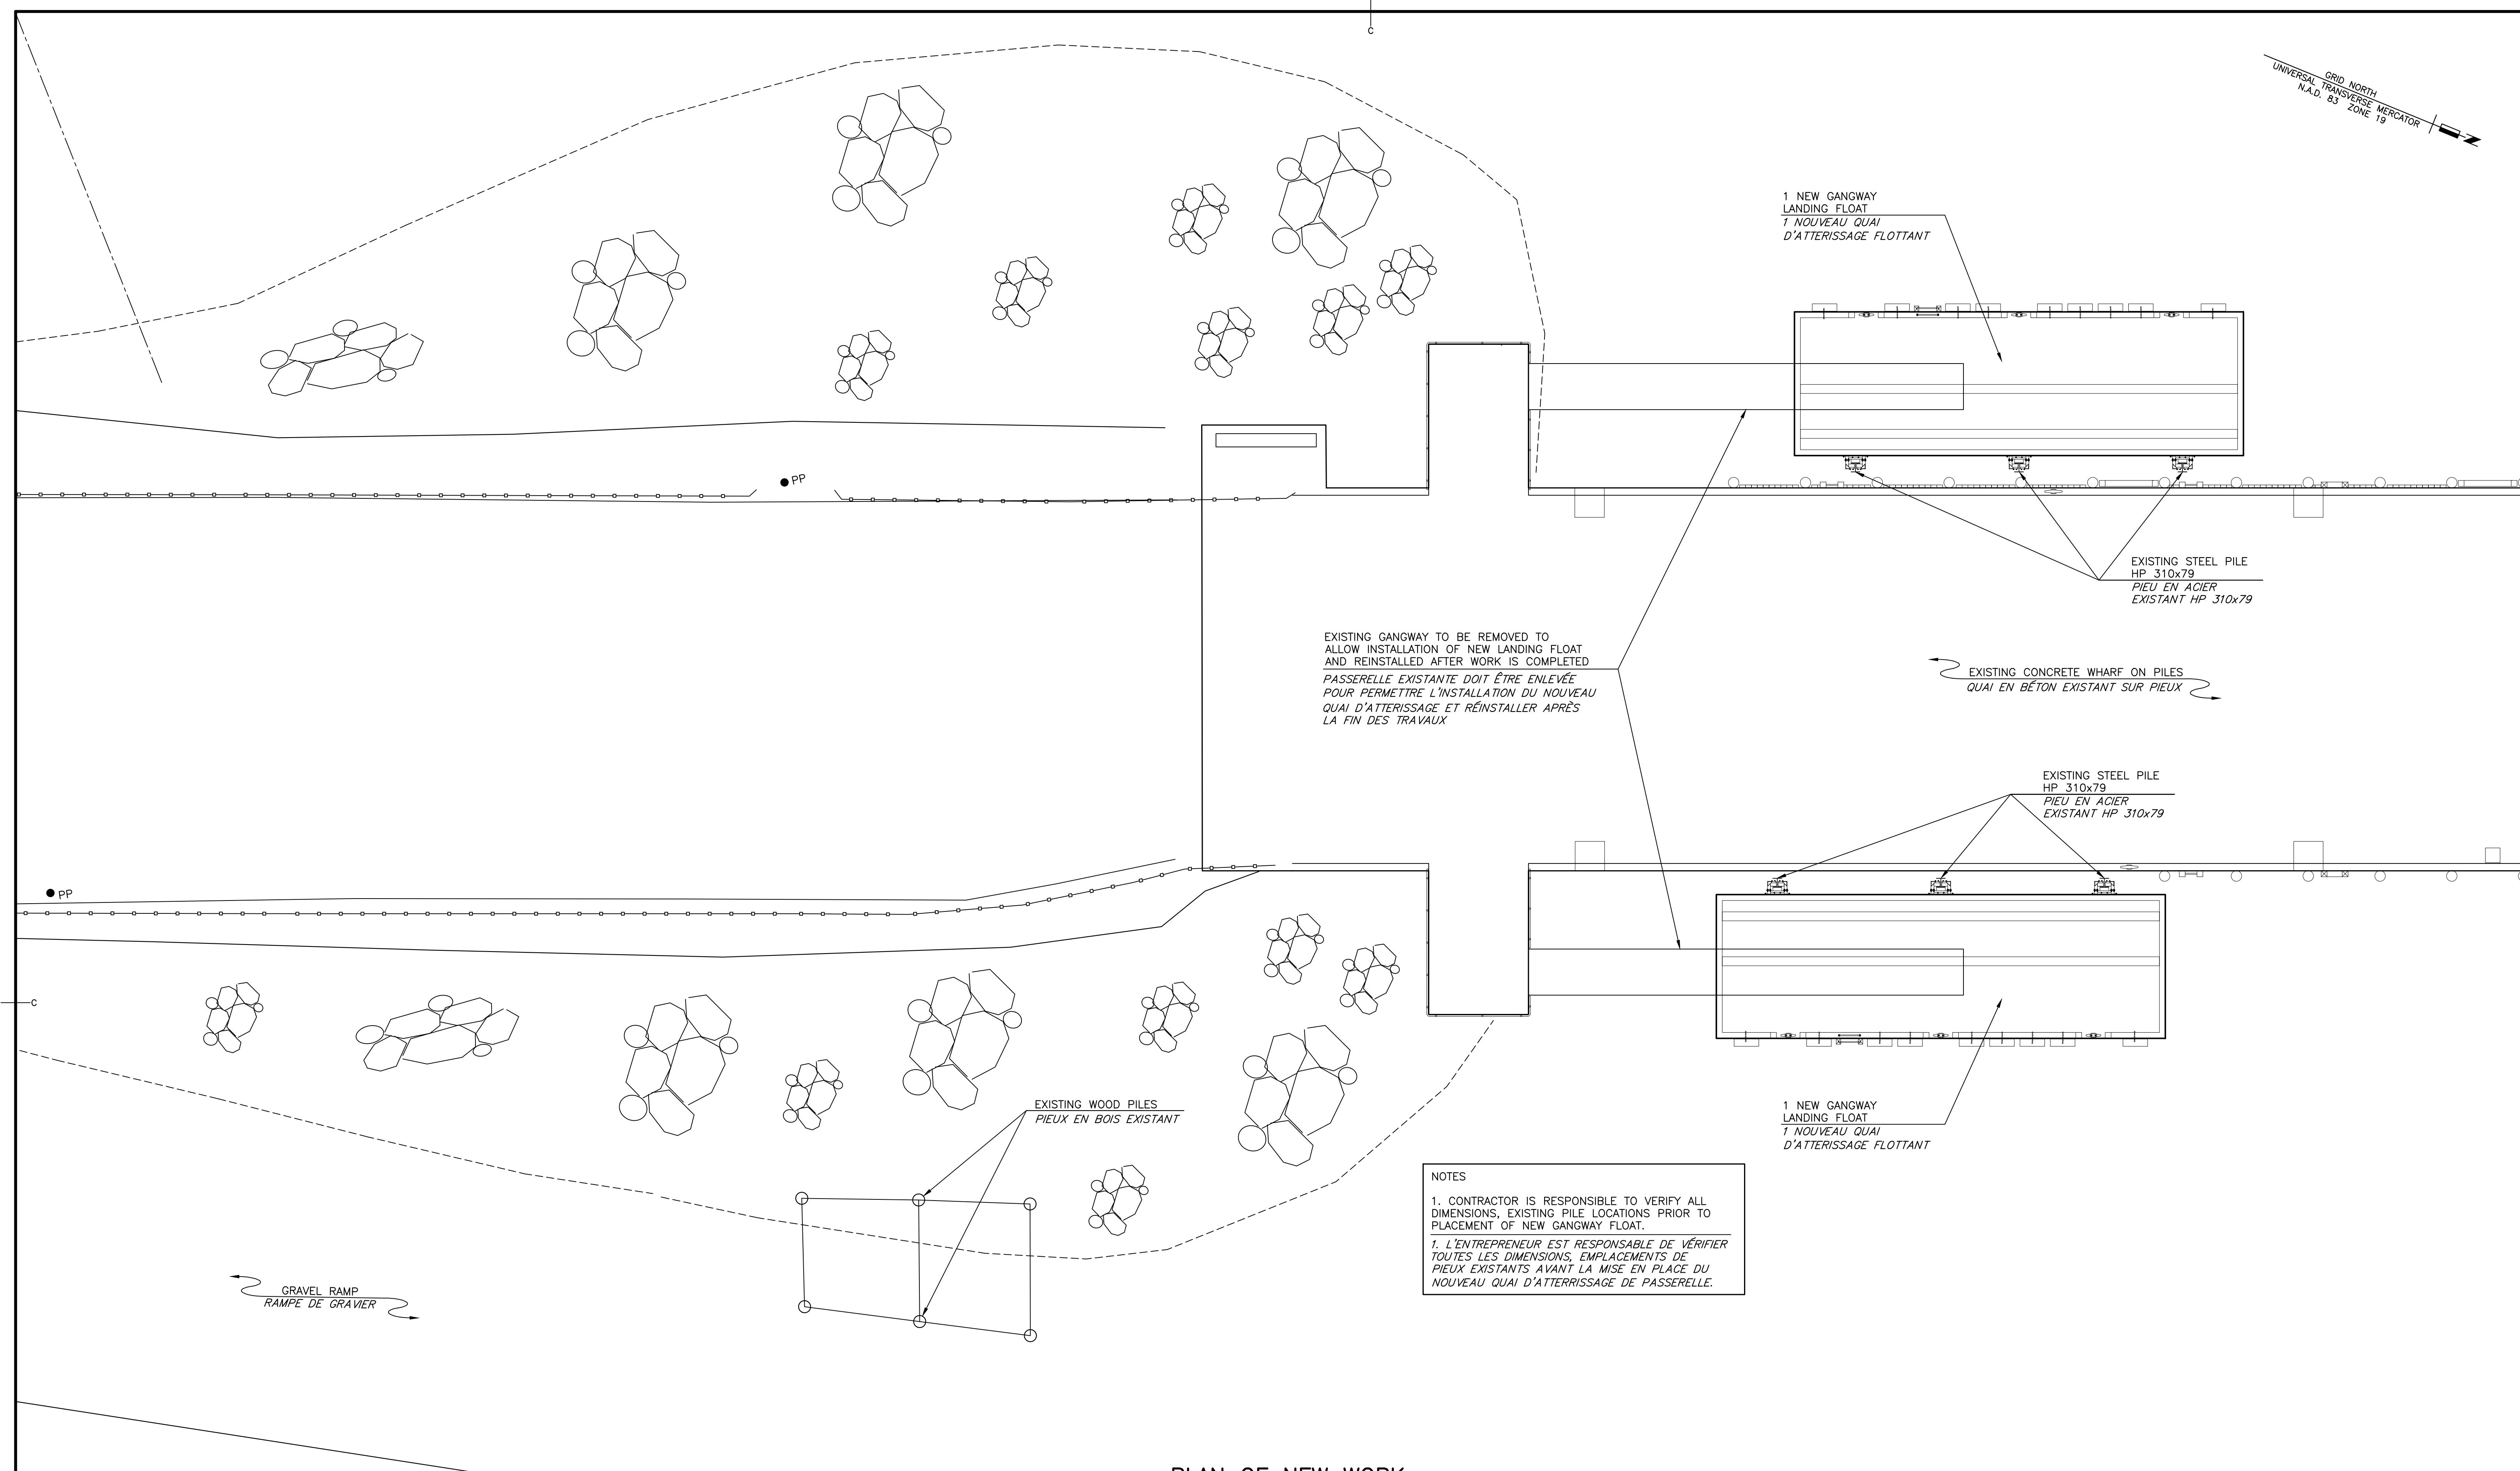 C
GRID NORTH
UNIVERSAL TRANSVERSE MERCATOR
N.A.D. 83 ZONE 19
N
1 NEW GANGWAY
LANDING FLOAT
1 NOUVEAU QUAI
D'ATTERISSAGE FLOTTANT
PP
EXISTING STEEL PILE
HP 310x79
PIEU EN ACIER
EXISTANT HP 310x79
EXISTING GANGWAY TO BE REMOVED TO
ALLOW INSTALLATION OF NEW LANDING FLOAT
AND REINSTALLED AFTER WORK IS COMPLETED
PASSERELLE EXISTANTE DOIT ÊTRE ENLEVÉE
POUR PERMETTRE L'INSTALLATION DU NOUVEAU
QUAI D'ATTERISSAGE ET RÉINSTALLER APRÈS
LA FIN DES TRAVAUX
EXISTING CONCRETE WHARF ON PILES
QUAI EN BÉTON EXISTANT SUR PIEUX
EXISTING STEEL PILE
HP 310x79
PIEU EN ACIER
EXISTANT HP 310x79
PP
C
EXISTING WOOD PILES
PIEUX EN BOIS EXISTANT
1 NEW GANGWAY
LANDING FLOAT
1 NOUVEAU QUAI
D'ATTERISSAGE FLOTTANT
NOTES
1. CONTRACTOR IS RESPONSIBLE TO VERIFY ALL
DIMENSIONS, EXISTING PILE LOCATIONS PRIOR TO
PLACEMENT OF NEW GANGWAY FLOAT.
1. L'ENTREPRENEUR EST RESPONSABLE DE VÉRIFIER
TOUTES LES DIMENSIONS, EMPLACEMENTS DE
PIEUX EXISTANTS AVANT LA MISE EN PLACE DU
NOUVEAU QUAI D'ATTERRISSAGE DE PASSERELLE.
GRAVEL RAMP
RAMPE DE GRAVIER
PLAN OF NEW WORK